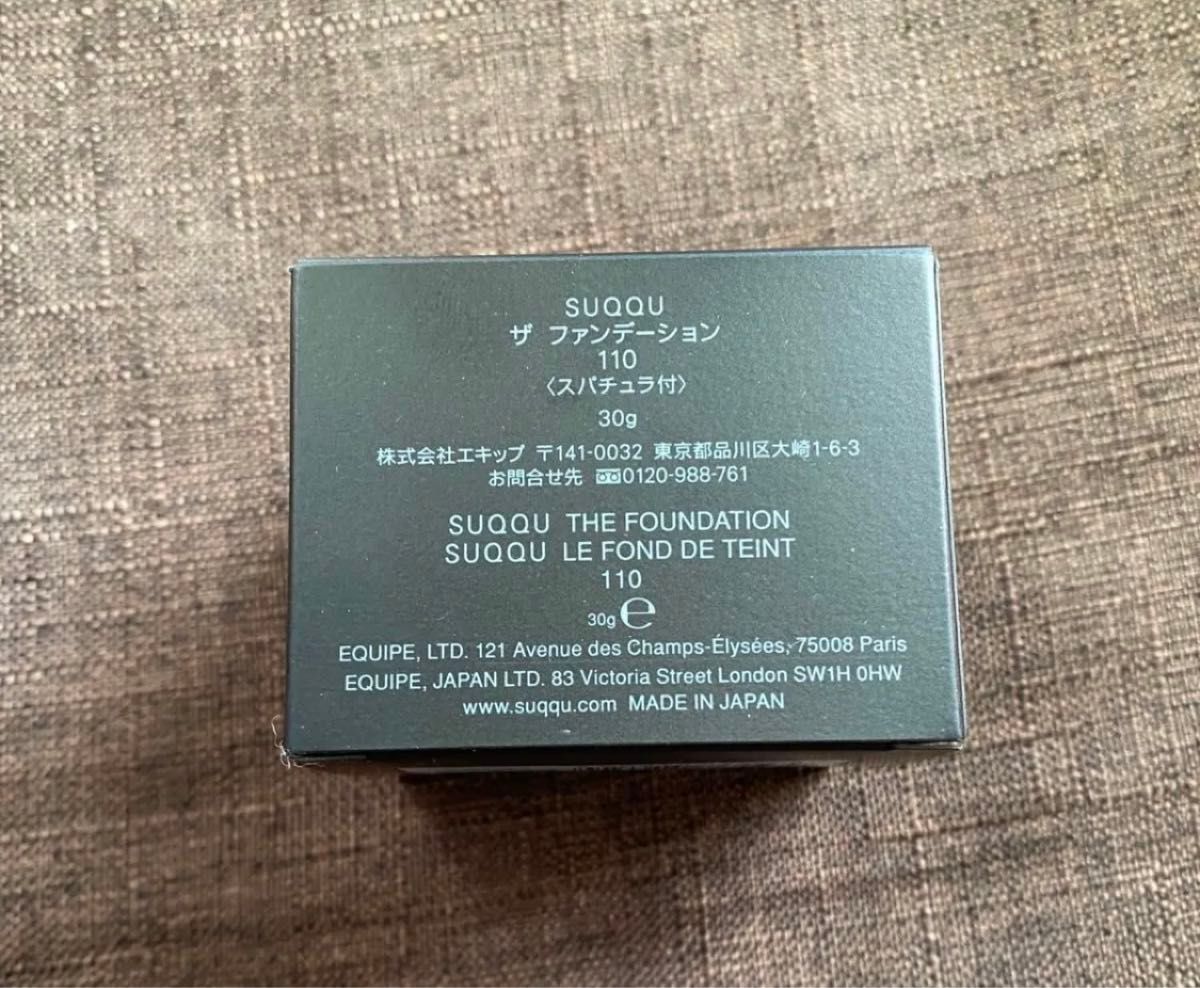 SUQQU
ザ ファンデーション
110
〈スパチュラ付〉
30g
株式会社エキップ 〒141-0032 東京都品川区大崎1-6-3
お問合せ先 0120-988-761
SUQQU THE FOUNDATION
SUQQU LE FOND DE TEINT
110
30g ℮
EQUIPE, LTD. 121 Avenue des Champs-Élysées, 75008 Paris
EQUIPE, JAPAN LTD. 83 Victoria Street London SW1H 0HW
www.suqqu.com MADE IN JAPAN